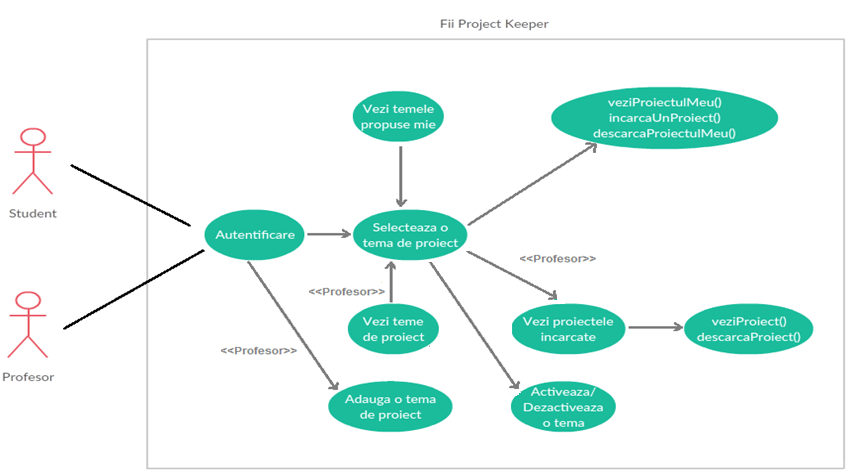 Fii Project Keeper
Vezi temele
propuse mie
veziProiectulMeu()
incarcaUnProiect()
descarcaProiectulMeu()
Student
Autentificare
Selecteaza o
tema de proiect
<<Profesor>>
<<Profesor>>
Vezi teme
de proiect
Vezi proiectele
incarcate
veziProiect()
descarcaProiect()
<<Profesor>>
Profesor
Adauga o tema
de proiect
Activeaza/
Dezactiveaza
o tema